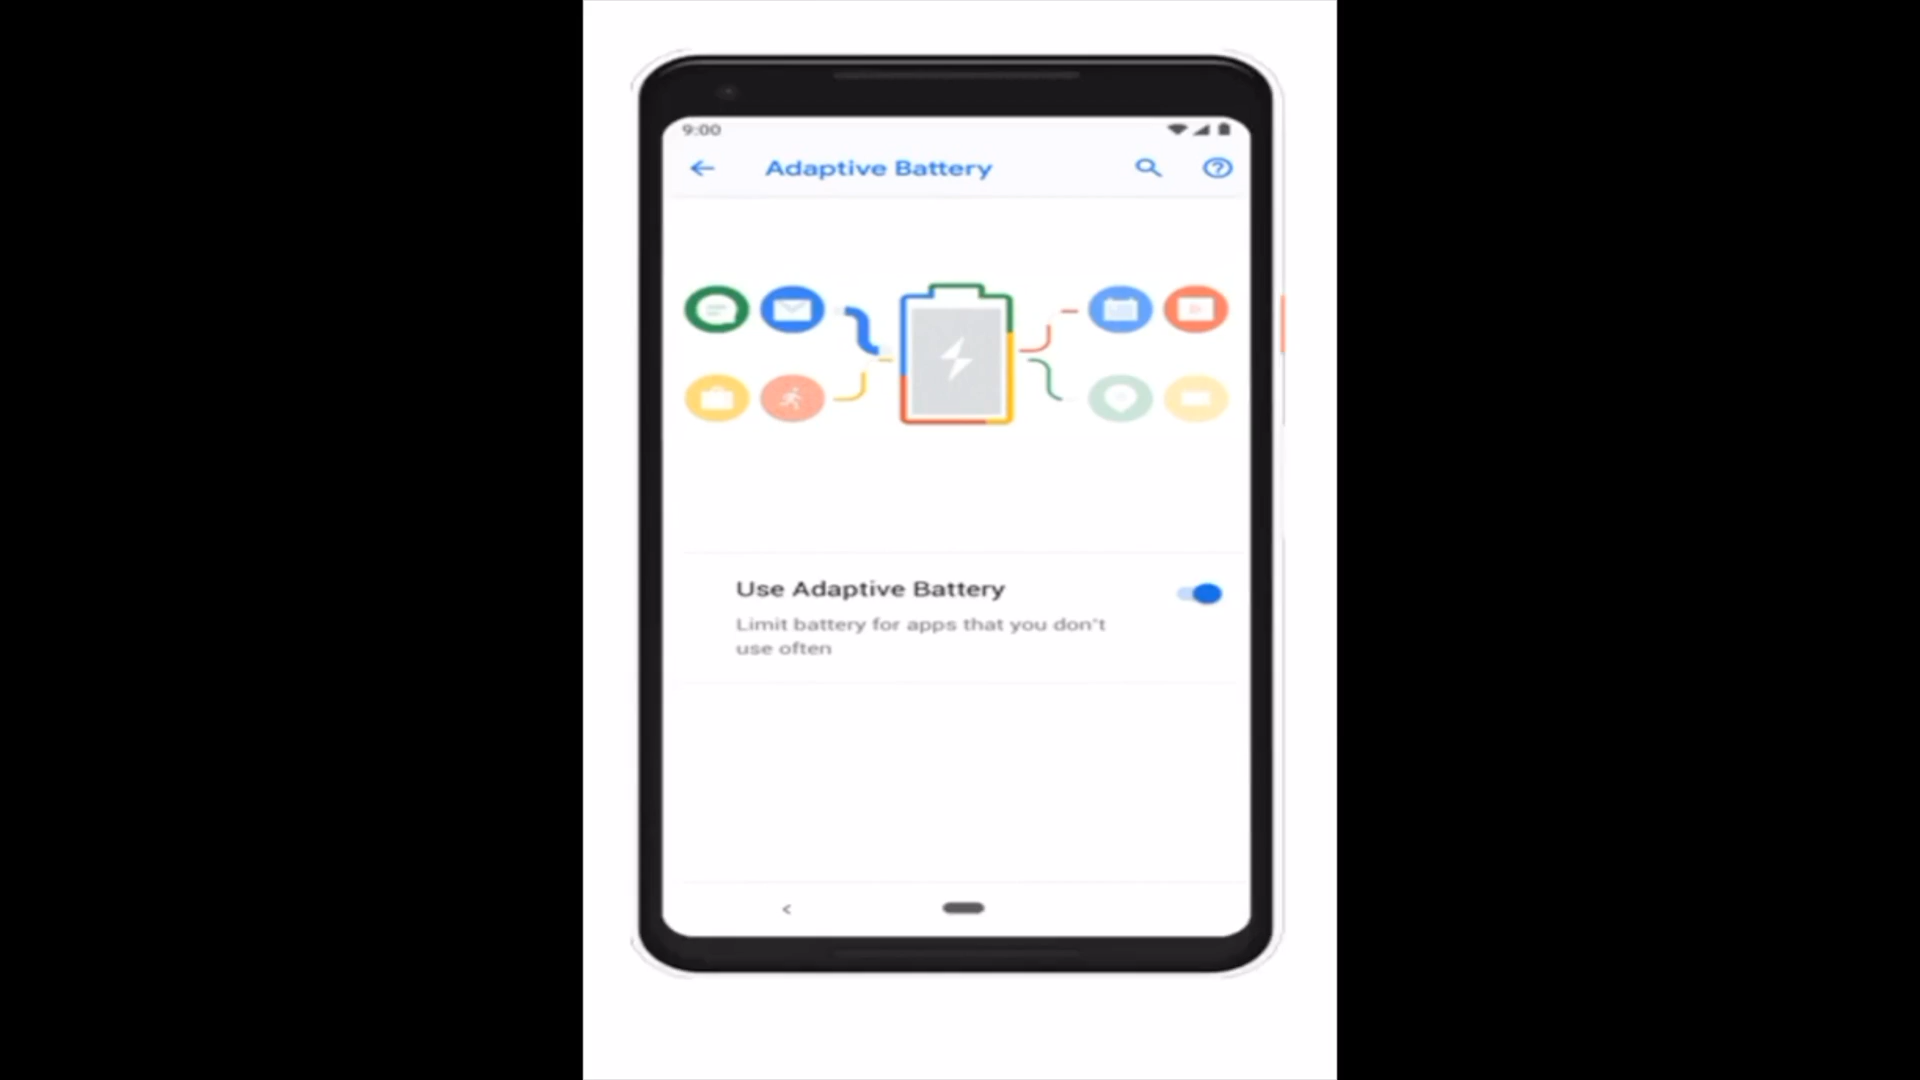 9:00
Adaptive Battery
Use Adaptive Battery
Limit battery for apps that you don't
use often